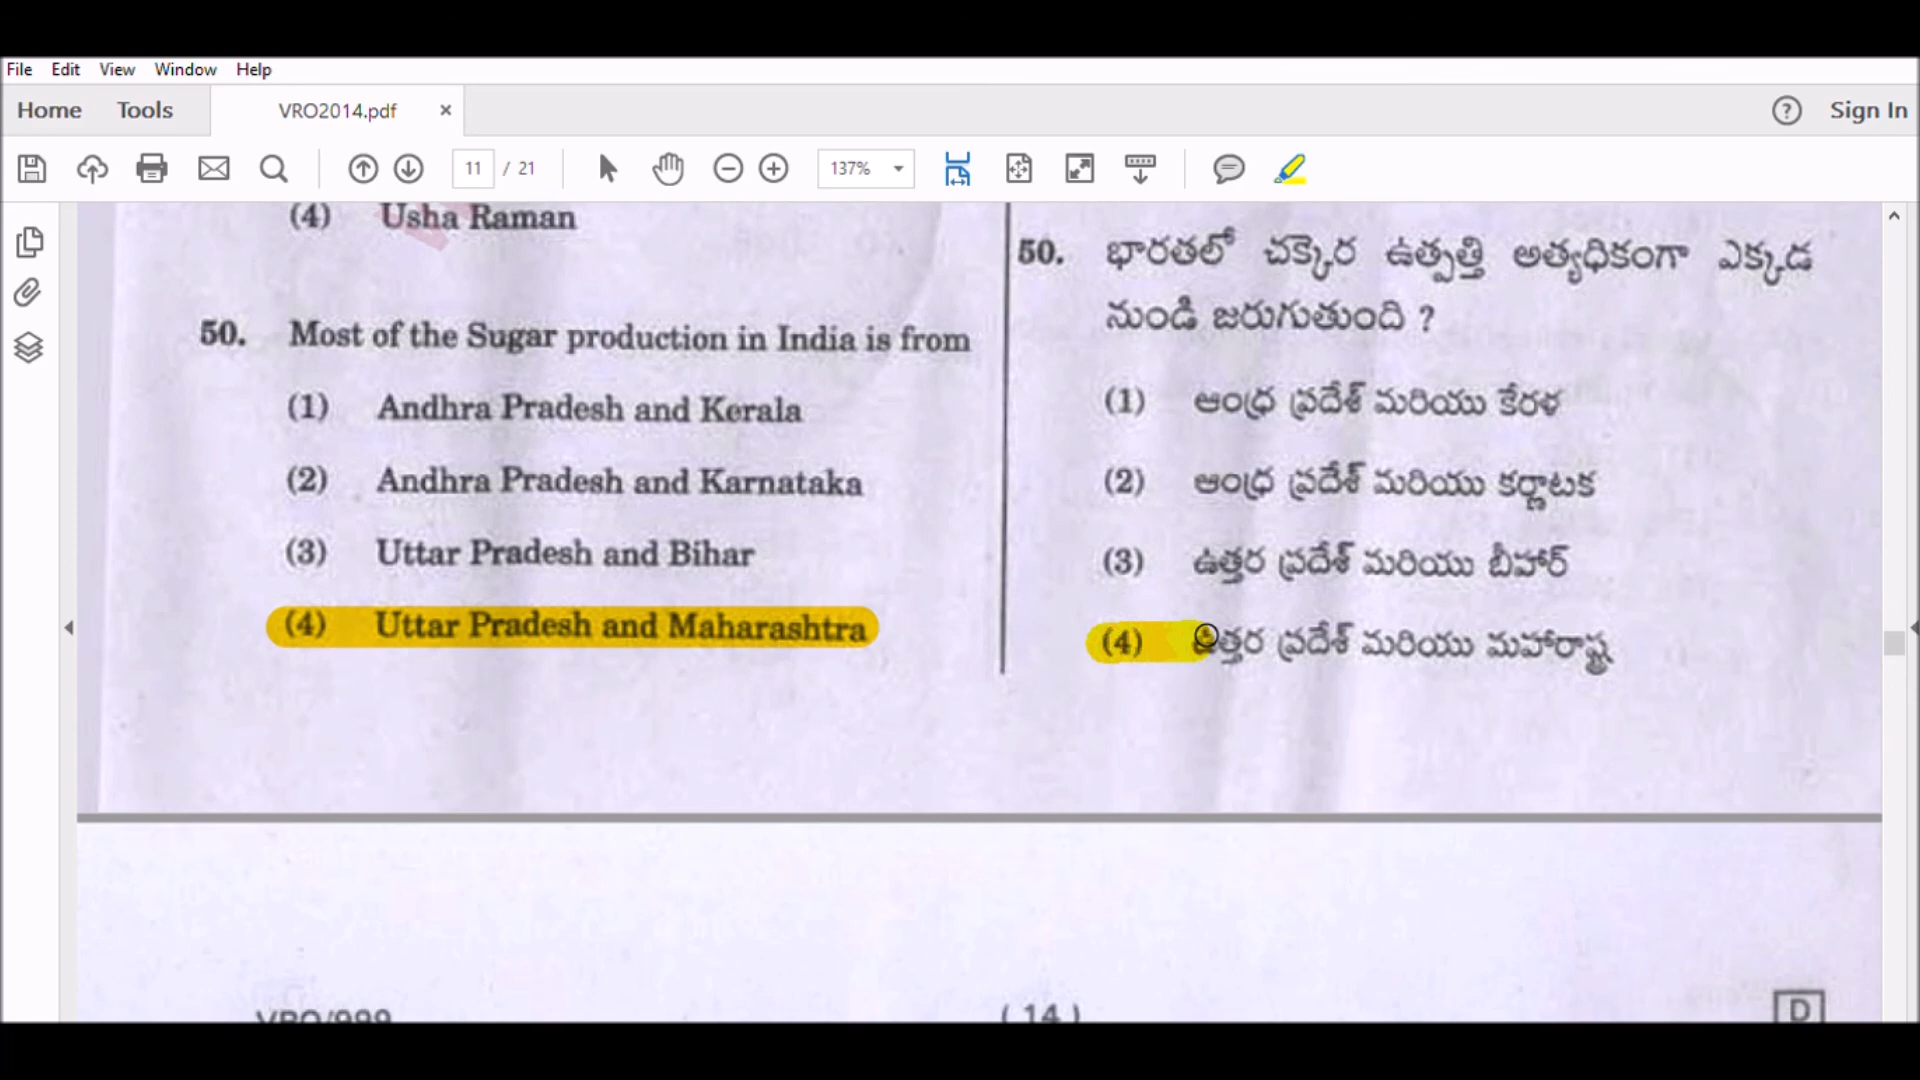 File Edit View Window Help
Home Tools VRO2014.pdf × ? Sign In
11 / 21 137%
(4) Usha Raman
50. Most of the Sugar production in India is from
(1) Andhra Pradesh and Kerala
(2) Andhra Pradesh and Karnataka
(3) Uttar Pradesh and Bihar
(4) Uttar Pradesh and Maharashtra
50. భారతలో చక్కెర ఉత్పత్తి అత్యధికంగా ఎక్కడ
నుండి జరుగుతుంది ?
(1) ఆంధ్ర ప్రదేశ్ మరియు కేరళ
(2) ఆంధ్ర ప్రదేశ్ మరియు కర్ణాటక
(3) ఉత్తర ప్రదేశ్ మరియు బీహార్
(4) ఉత్తర ప్రదేశ్ మరియు మహారాష్ట్ర
VRO/999 (14) D